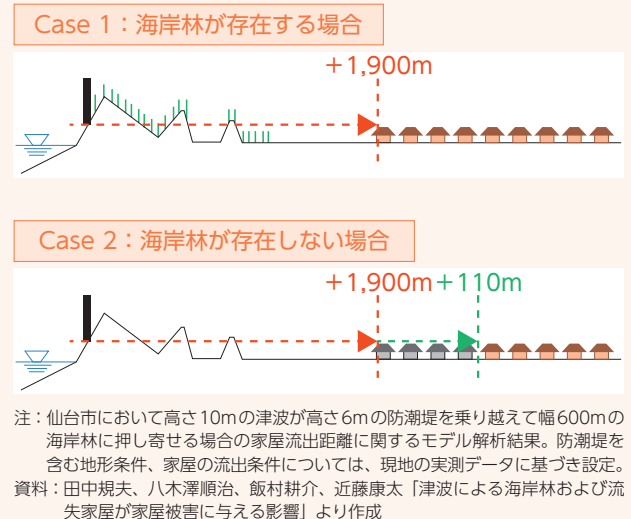 Case 1：海岸林が存在する場合
＋1,900m
Case 2：海岸林が存在しない場合
＋1,900m＋110m
注：仙台市において高さ10mの津波が高さ6mの防潮堤を乗り越えて幅600mの
海岸林に押し寄せる場合の家屋流出距離に関するモデル解析結果。防潮堤を
含む地形条件、家屋の流出条件については、現地の実測データに基づき設定。
資料：田中規夫、八木澤順治、飯村耕介、近藤康太「津波による海岸林および流
失家屋が家屋被害に与える影響」より作成